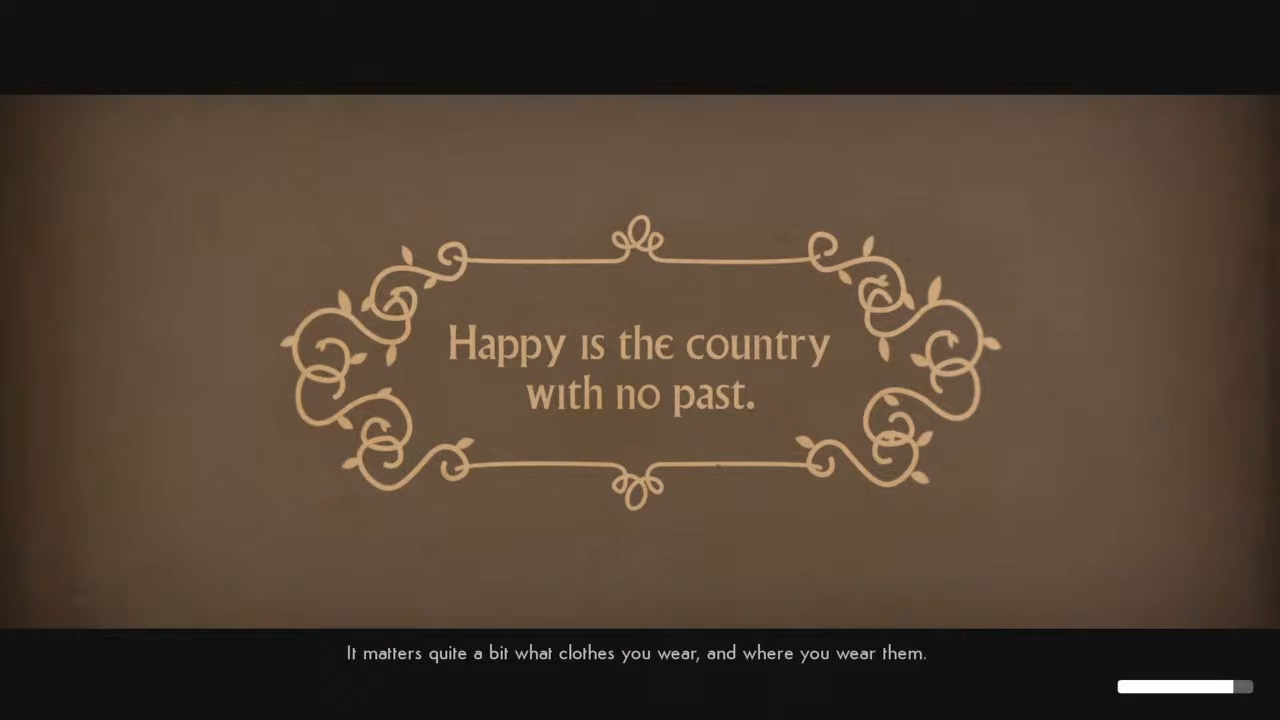 Happy is the country
with no past.
It matters quite a bit what clothes you wear, and where you wear them.